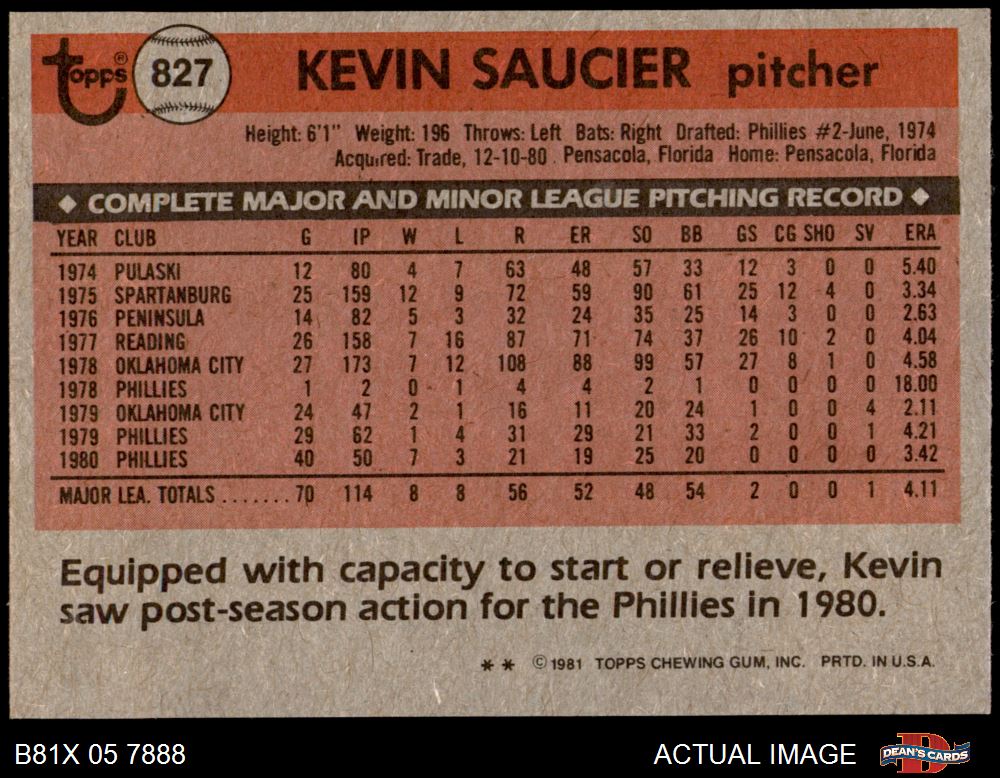 Topps® 827 KEVIN SAUCIER pitcher
Height: 6'1" Weight: 196 Throws: Left Bats: Right Drafted: Phillies #2-June, 1974
Acquired: Trade, 12-10-80 . Pensacola, Florida Home: Pensacola, Florida
◆ COMPLETE MAJOR AND MINOR LEAGUE PITCHING RECORD ◆
YEAR CLUB G IP W L R ER SO BB GS CG SHO SV ERA
1974 PULASKI 12 80 4 7 63 48 57 33 12 3 0 0 5.40
1975 SPARTANBURG 25 159 12 9 72 59 90 61 25 12 4 0 3.34
1976 PENINSULA 14 82 5 3 32 24 35 25 14 3 0 0 2.63
1977 READING 26 158 7 16 87 71 74 37 26 10 2 0 4.04
1978 OKLAHOMA CITY 27 173 7 12 108 88 99 57 27 8 1 0 4.58
1978 PHILLIES 1 2 0 1 4 4 2 1 0 0 0 0 18.00
1979 OKLAHOMA CITY 24 47 2 1 16 11 20 24 1 0 0 4 2.11
1979 PHILLIES 29 62 1 4 31 29 21 33 2 0 0 1 4.21
1980 PHILLIES 40 50 7 3 21 19 25 20 0 0 0 0 3.42
MAJOR LEA. TOTALS ....... 70 114 8 8 56 52 48 54 2 0 0 1 4.11
Equipped with capacity to start or relieve, Kevin
saw post-season action for the Phillies in 1980.
** ©1981 TOPPS CHEWING GUM, INC. PRTD. IN U.S.A.
B81X 05 7888 ACTUAL IMAGE DEAN'S CARDS